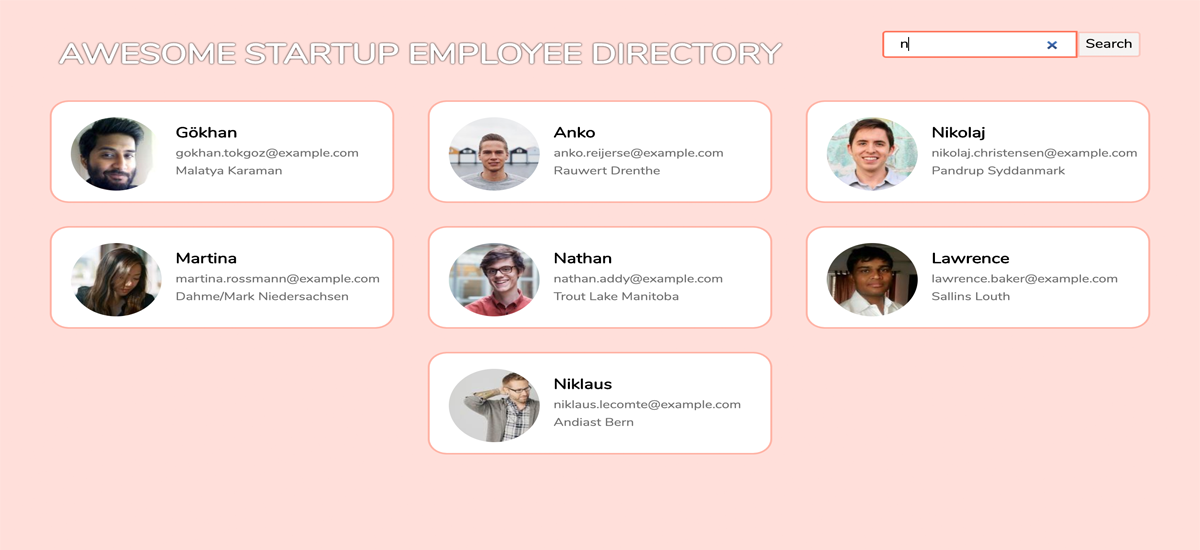 AWESOME STARTUP EMPLOYEE DIRECTORY
n
Search
Gökhan
gokhan.tokgoz@example.com
Malatya Karaman
Anko
anko.reijerse@example.com
Rauwert Drenthe
Nikolaj
nikolaj.christensen@example.com
Pandrup Syddanmark
Martina
martina.rossmann@example.com
Dahme/Mark Niedersachsen
Nathan
nathan.addy@example.com
Trout Lake Manitoba
Lawrence
lawrence.baker@example.com
Sallins Louth
Niklaus
niklaus.lecomte@example.com
Andiast Bern